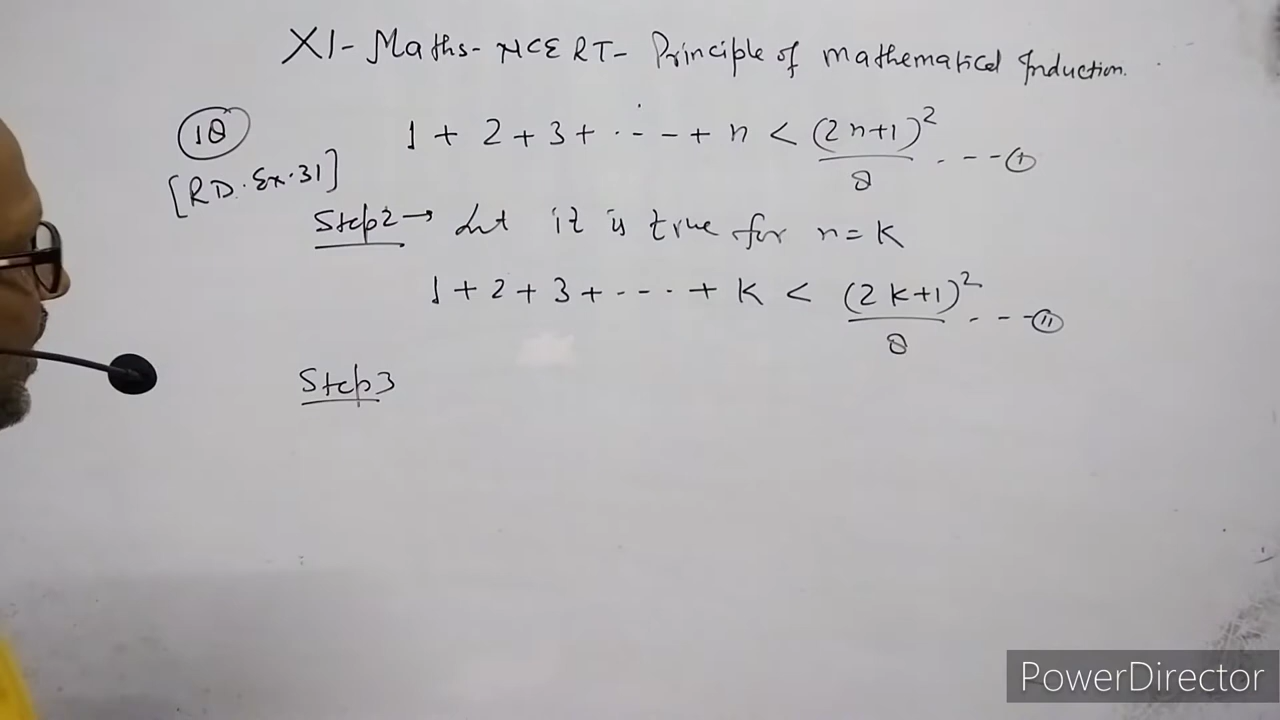 XI- Maths- NCERT- Principle of mathematical Induction.
18
1 + 2 + 3 + ---- + n < (2n+1)²/8 ---- I
[RD. Ex. 31]
Step2 → Let it is true for n = K
1 + 2 + 3 + ---- + K < (2K+1)²/8 ---- II
Step3
PowerDirector